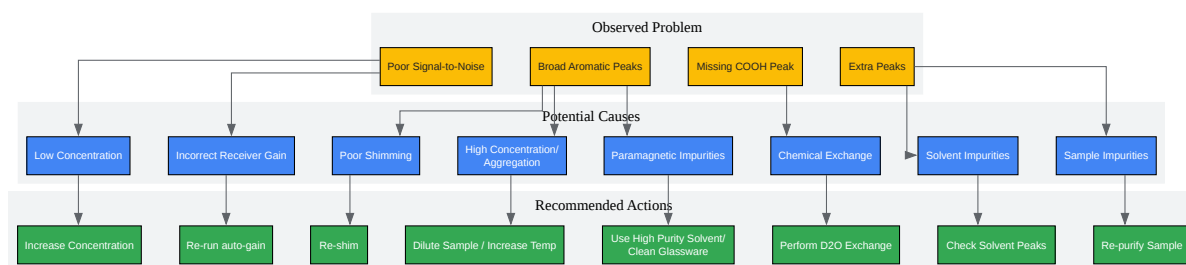 Observed Problem
Poor Signal-to-Noise
Broad Aromatic Peaks
Missing COOH Peak
Extra Peaks
Potential Causes
Low Concentration
Incorrect Receiver Gain
Poor Shimming
High Concentration/
Aggregation
Paramagnetic Impurities
Chemical Exchange
Solvent Impurities
Sample Impurities
Recommended Actions
Increase Concentration
Re-run auto-gain
Re-shim
Dilute Sample / Increase Temp
Use High Purity Solvent/
Clean Glassware
Perform D2O Exchange
Check Solvent Peaks
Re-purify Sample